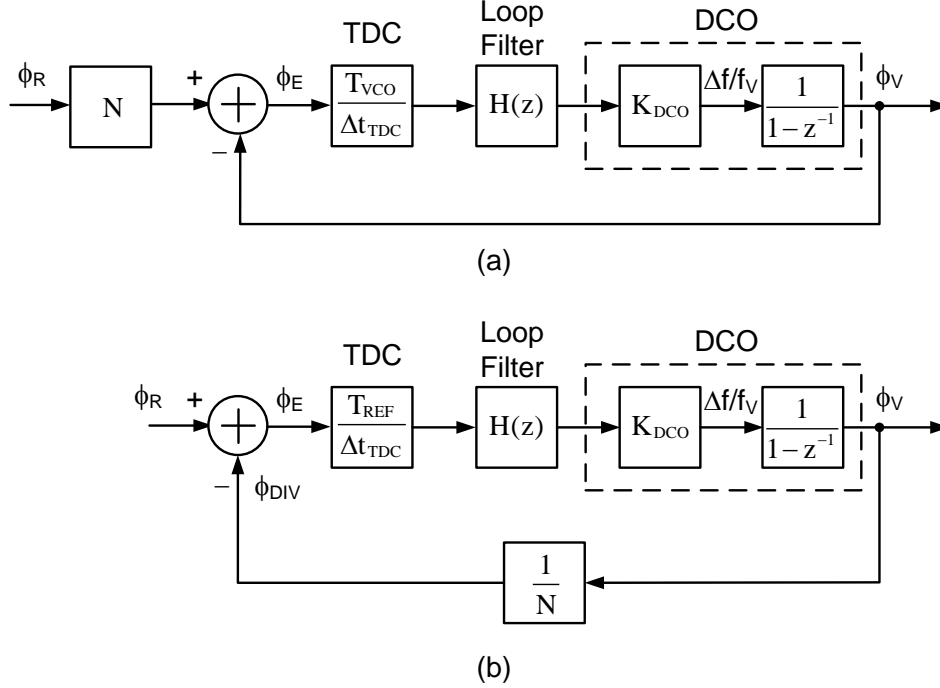 Loop
TDC Filter DCO
ϕR N + ϕE TVCO/ΔtTDC H(z) KDCO Δf/fV 1/(1−z⁻¹) ϕV
−
(a)
Loop
TDC Filter DCO
ϕR + ϕE TREF/ΔtTDC H(z) KDCO Δf/fV 1/(1−z⁻¹) ϕV
− ϕDIV
1/N
(b)